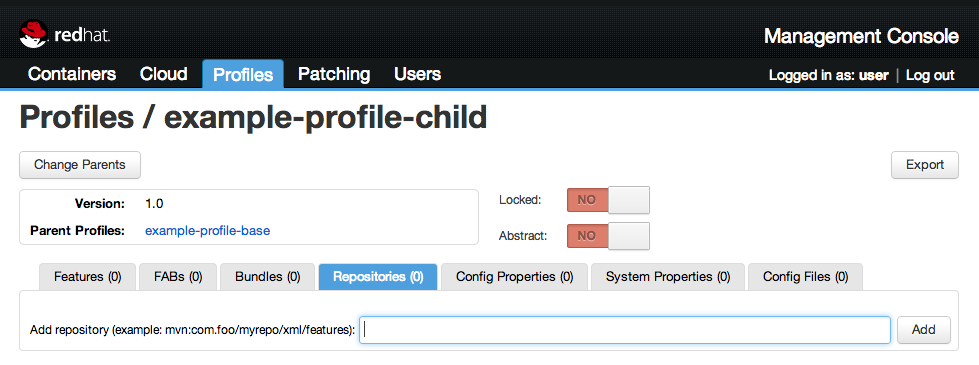 redhat.
Management Console
Containers Cloud Profiles Patching Users
Logged in as: user | Log out
Profiles / example-profile-child
Change Parents
Export
Version: 1.0
Parent Profiles: example-profile-base
Locked: NO
Abstract: NO
Features (0) FABs (0) Bundles (0) Repositories (0) Config Properties (0) System Properties (0) Config Files (0)
Add repository (example: mvn:com.foo/myrepo/xml/features): Add